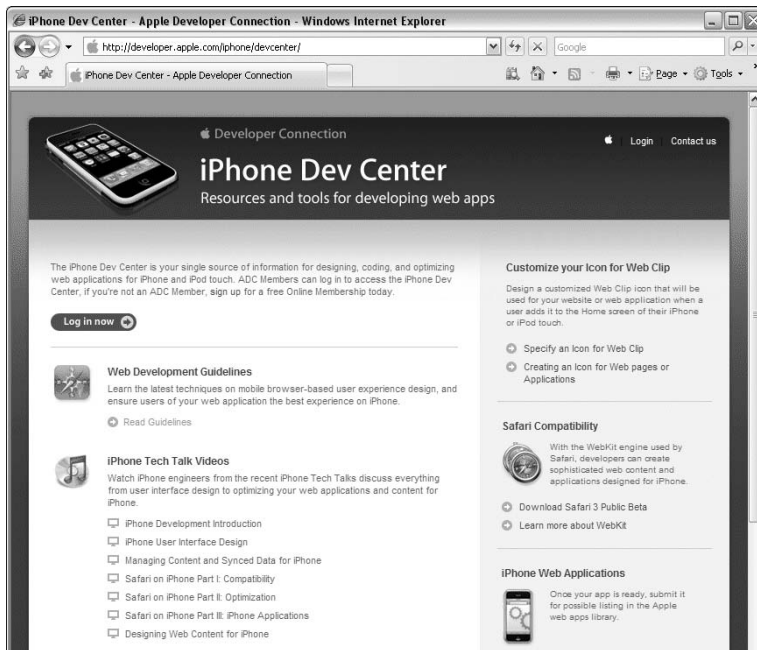 iPhone Dev Center - Apple Developer Connection - Windows Internet Explorer
http://developer.apple.com/iphone/devcenter/
Google
iPhone Dev Center - Apple Developer Connection
Page
Tools
Developer Connection
Login
Contact us
iPhone Dev Center
Resources and tools for developing web apps
The iPhone Dev Center is your single source of information for designing, coding, and optimizing
web applications for iPhone and iPod touch. ADC Members can log in to access the iPhone Dev
Center, if you're not an ADC Member, sign up for a free Online Membership today.
Log in now
Web Development Guidelines
Learn the latest techniques on mobile browser-based user experience design, and
ensure users of your web application the best experience on iPhone.
Read Guidelines
iPhone Tech Talk Videos
Watch iPhone engineers from the recent iPhone Tech Talks discuss everything
from user interface design to optimizing your web applications and content for
iPhone.
iPhone Development Introduction
iPhone User Interface Design
Managing Content and Synced Data for iPhone
Safari on iPhone Part I: Compatibility
Safari on iPhone Part II: Optimization
Safari on iPhone Part III: iPhone Applications
Designing Web Content for iPhone
Customize your Icon for Web Clip
Design a customized Web Clip icon that will be
used for your website or web application when a
user adds it to the Home screen of their iPhone
or iPod touch.
Specify an Icon for Web Clip
Creating an Icon for Web pages or
Applications
Safari Compatibility
With the WebKit engine used by
Safari, developers can create
sophisticated web content and
applications designed for iPhone.
Download Safari 3 Public Beta
Learn more about WebKit
iPhone Web Applications
Once your app is ready, submit it
for possible listing in the Apple
web apps library.